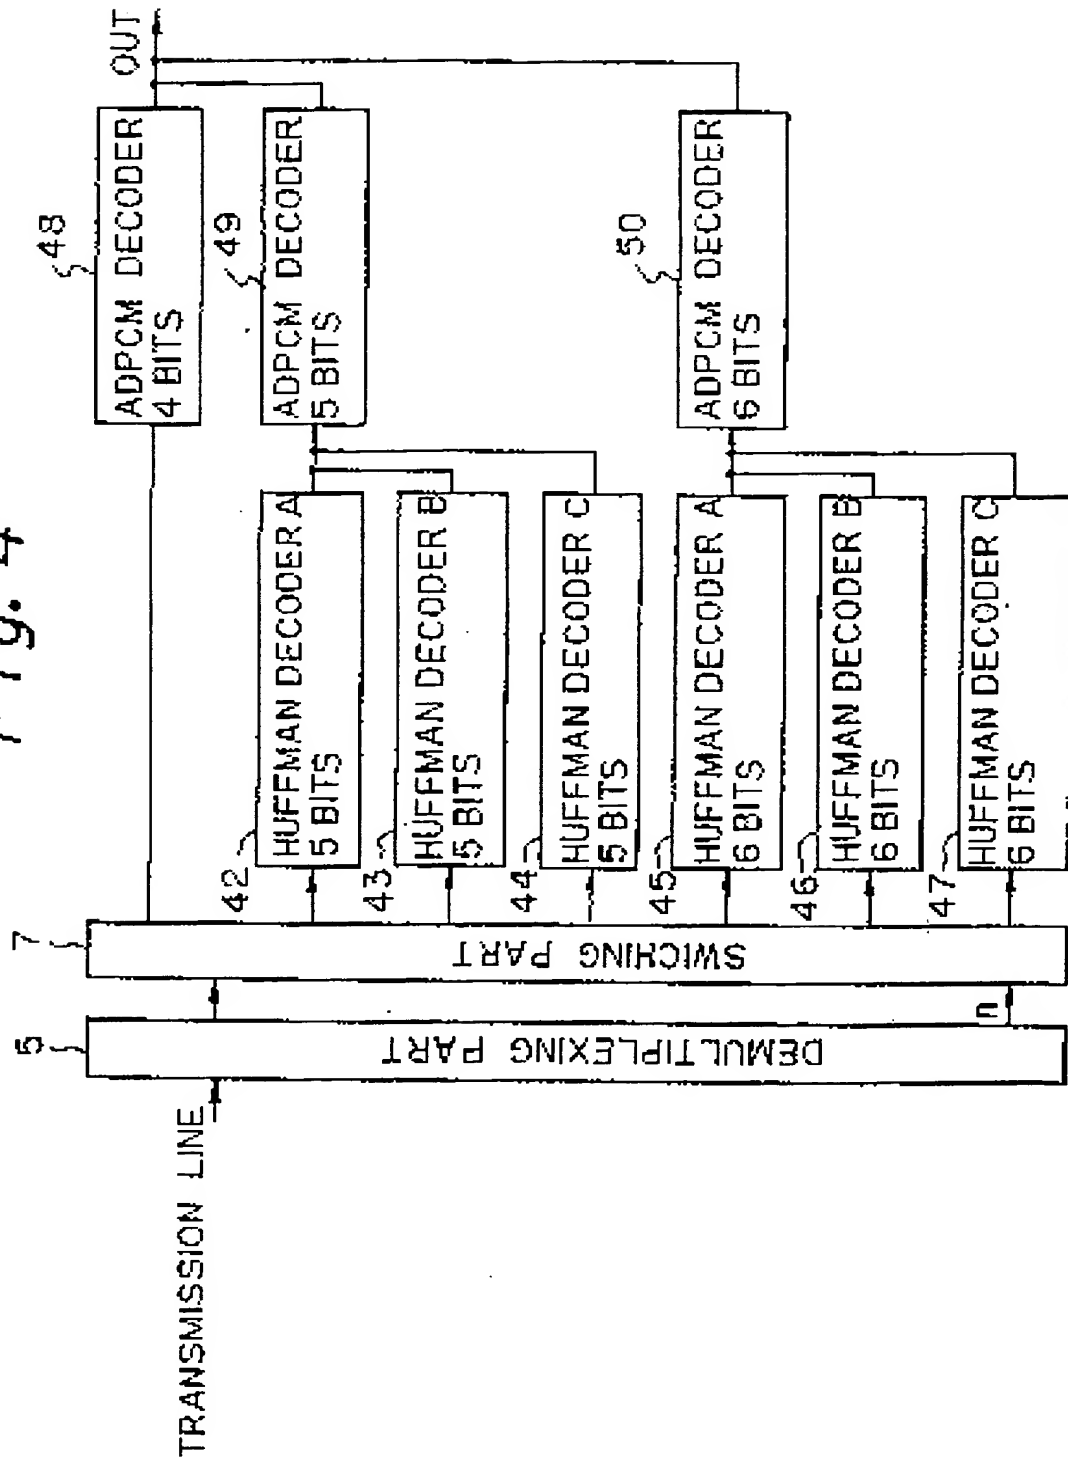 Fig. 4
TRANSMISSION LINE
5
DEMULTIPLEXING PART
n
7
SWICHING PART
42
HUFFMAN DECODER A
5 BITS
43
HUFFMAN DECODER B
5 BITS
44
HUFFMAN DECODER C
5 BITS
45
HUFFMAN DECODER A
6 BITS
46
HUFFMAN DECODER B
6 BITS
47
HUFFMAN DECODER C
6 BITS
48
ADPCM DECODER
4 BITS
49
ADPCM DECODER
5 BITS
50
ADPCM DECODER
6 BITS
OUT